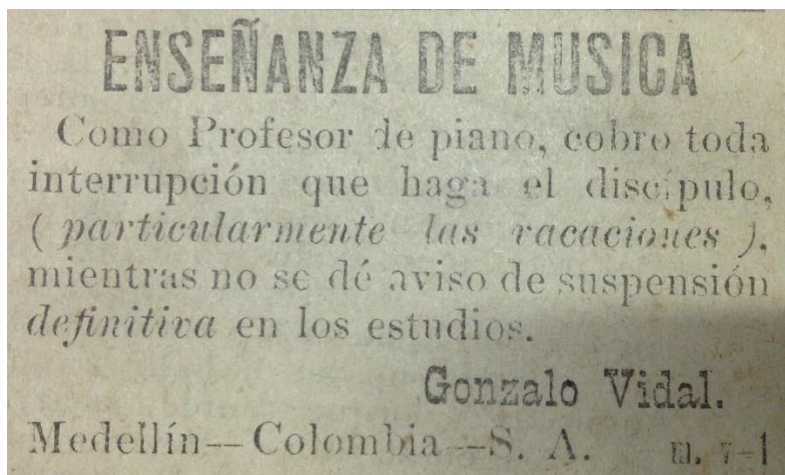 ENSEÑANZA DE MUSICA
Como Profesor de piano, cobro toda
interrupción que haga el discípulo,
( particularmente las vacaciones ),
mientras no se dé aviso de suspensión
definitiva en los estudios.
Gonzalo Vidal.
Medellín—Colombia—S. A.